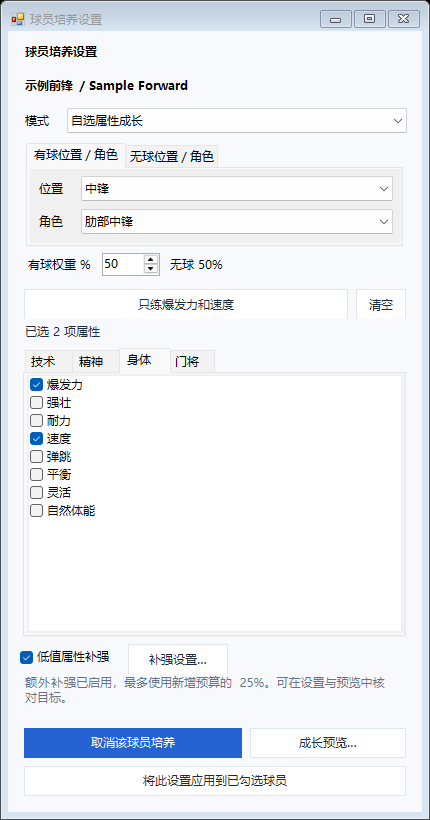 球员培养设置
球员培养设置
示例前锋 / Sample Forward
模式 自选属性成长
有球位置 / 角色 无球位置 / 角色
位置 中锋
角色 肋部中锋
有球权重 % 50 无球 50%
只练爆发力和速度 清空
已选 2 项属性
技术 精神 身体 门将
爆发力
强壮
耐力
速度
弹跳
平衡
灵活
自然体能
低值属性补强 补强设置...
额外补强已启用，最多使用新增预算的 25%。可在设置与预览中核
对目标。
取消该球员培养 成长预览...
将此设置应用到已勾选球员